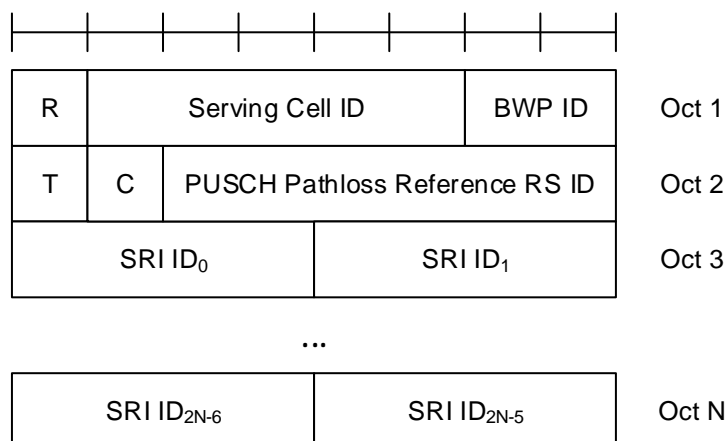 R Serving Cell ID BWP ID Oct 1
T C PUSCH Pathloss Reference RS ID Oct 2
SRI ID₀ SRI ID₁ Oct 3
...
SRI ID₂N-₆ SRI ID₂N-₅ Oct N